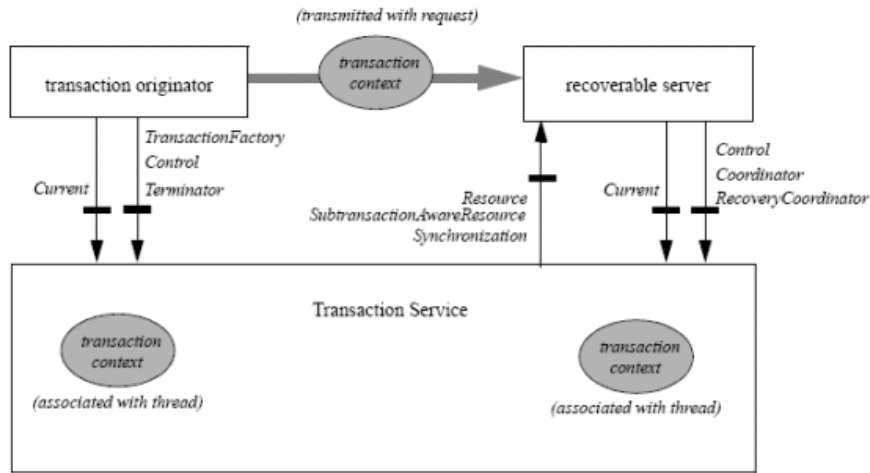 (transmitted with request)
transaction originator
transaction
context
recoverable server
TransactionFactory
Control
Terminator
Current
Resource
SubtransactionAwareResource
Synchronization
Current
Control
Coordinator
RecoveryCoordinator
Transaction Service
transaction
context
(associated with thread)
transaction
context
(associated with thread)